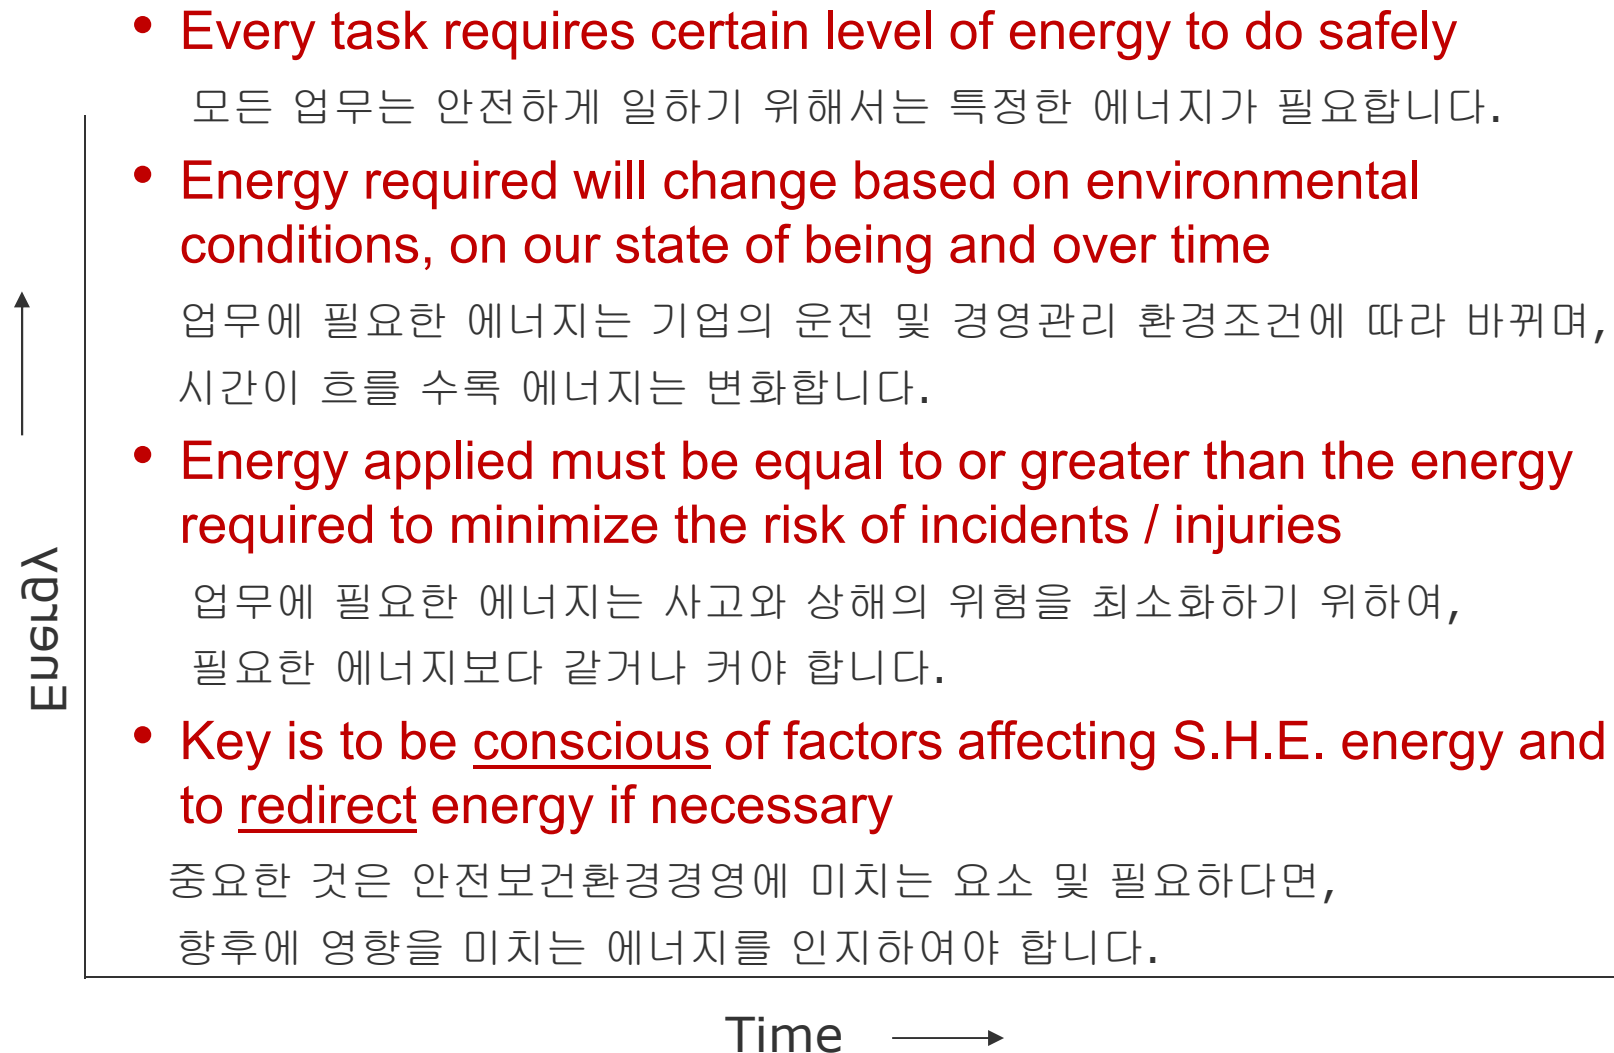 • Every task requires certain level of energy to do safely
모든 업무는 안전하게 일하기 위해서는 특정한 에너지가 필요합니다.
• Energy required will change based on environmental
conditions, on our state of being and over time
업무에 필요한 에너지는 기업의 운전 및 경영관리 환경조건에 따라 바뀌며,
시간이 흐를 수록 에너지는 변화합니다.
• Energy applied must be equal to or greater than the energy
required to minimize the risk of incidents / injuries
업무에 필요한 에너지는 사고와 상해의 위험을 최소화하기 위하여,
필요한 에너지보다 같거나 커야 합니다.
• Key is to be conscious of factors affecting S.H.E. energy and
to redirect energy if necessary
중요한 것은 안전보건환경경영에 미치는 요소 및 필요하다면,
향후에 영향을 미치는 에너지를 인지하여야 합니다.
Energy
Time